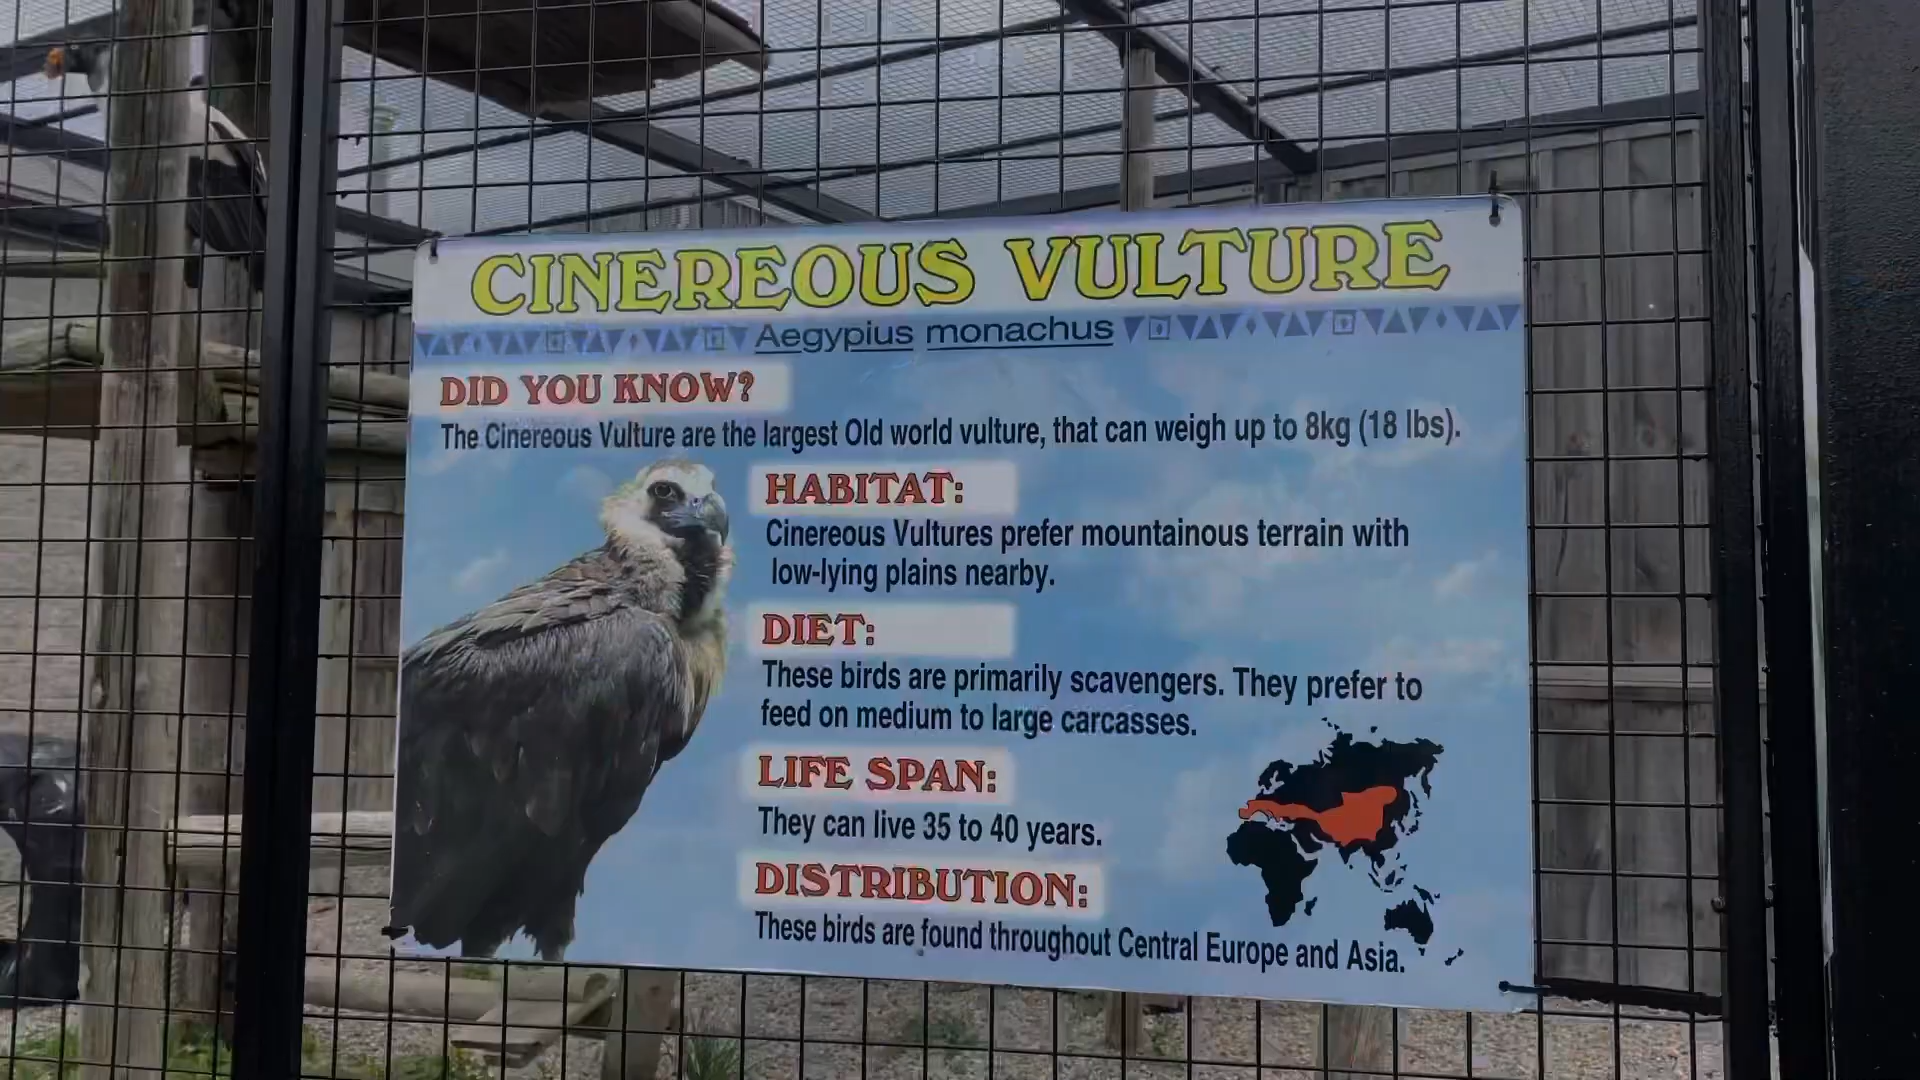 CINEREOUS VULTURE
Aegypius monachus
DID YOU KNOW?
The Cinereous Vulture are the largest Old world vulture, that can weigh up to 8kg (18 lbs).
HABITAT:
Cinereous Vultures prefer mountainous terrain with
low-lying plains nearby.
DIET:
These birds are primarily scavengers. They prefer to
feed on medium to large carcasses.
LIFE SPAN:
They can live 35 to 40 years.
DISTRIBUTION:
These birds are found throughout Central Europe and Asia.